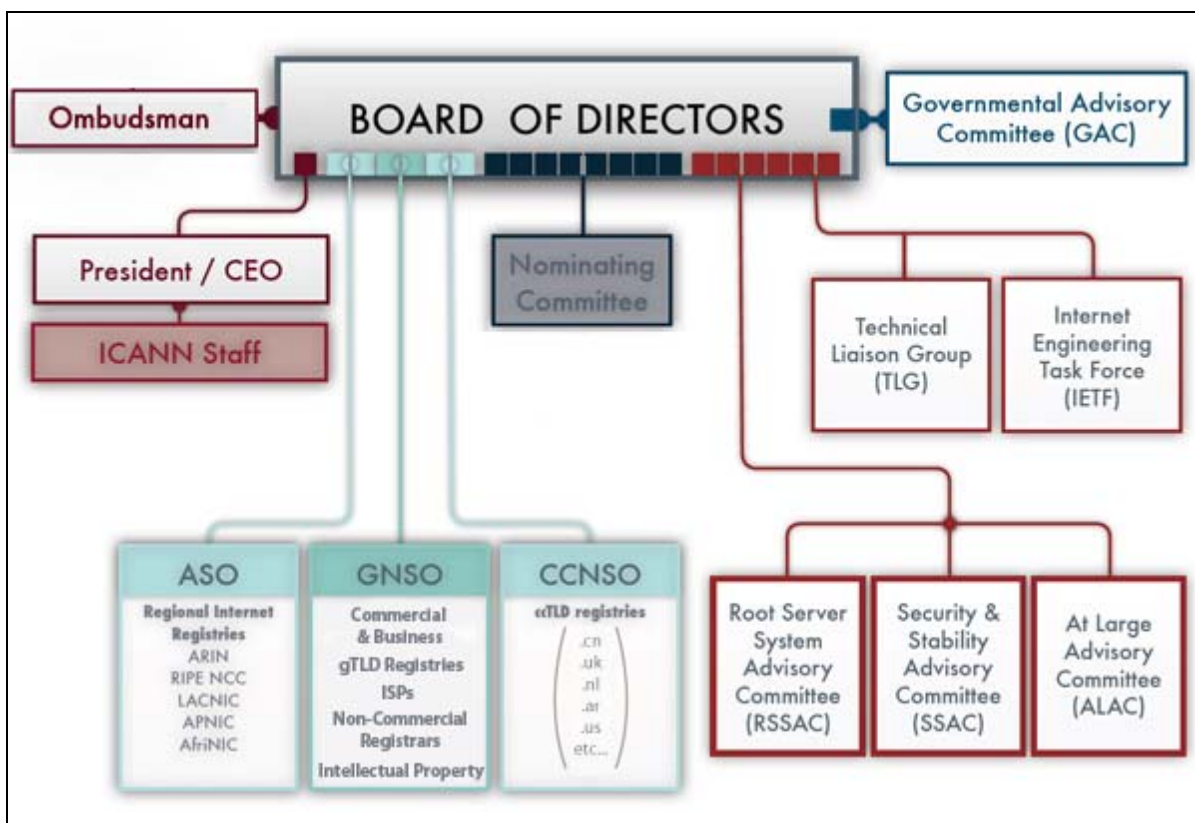 BOARD OF DIRECTORS
Ombudsman
Governmental Advisory
Committee (GAC)
President / CEO
ICANN Staff
Nominating
Committee
Technical
Liaison Group
(TLG)
Internet
Engineering
Task Force
(IETF)
ASO
Regional Internet
Registries
ARIN
RIPE NCC
LACNIC
APNIC
AfriNIC
GNSO
Commercial
& Business
gTLD Registries
ISPs
Non-Commercial
Registrars
Intellectual Property
CCNSO
ccTLD registries
.cn
.uk
.nl
.ar
.us
etc...
Root Server
System
Advisory
Committee
(RSSAC)
Security &
Stability
Advisory
Committee
(SSAC)
At Large
Advisory
Committee
(ALAC)